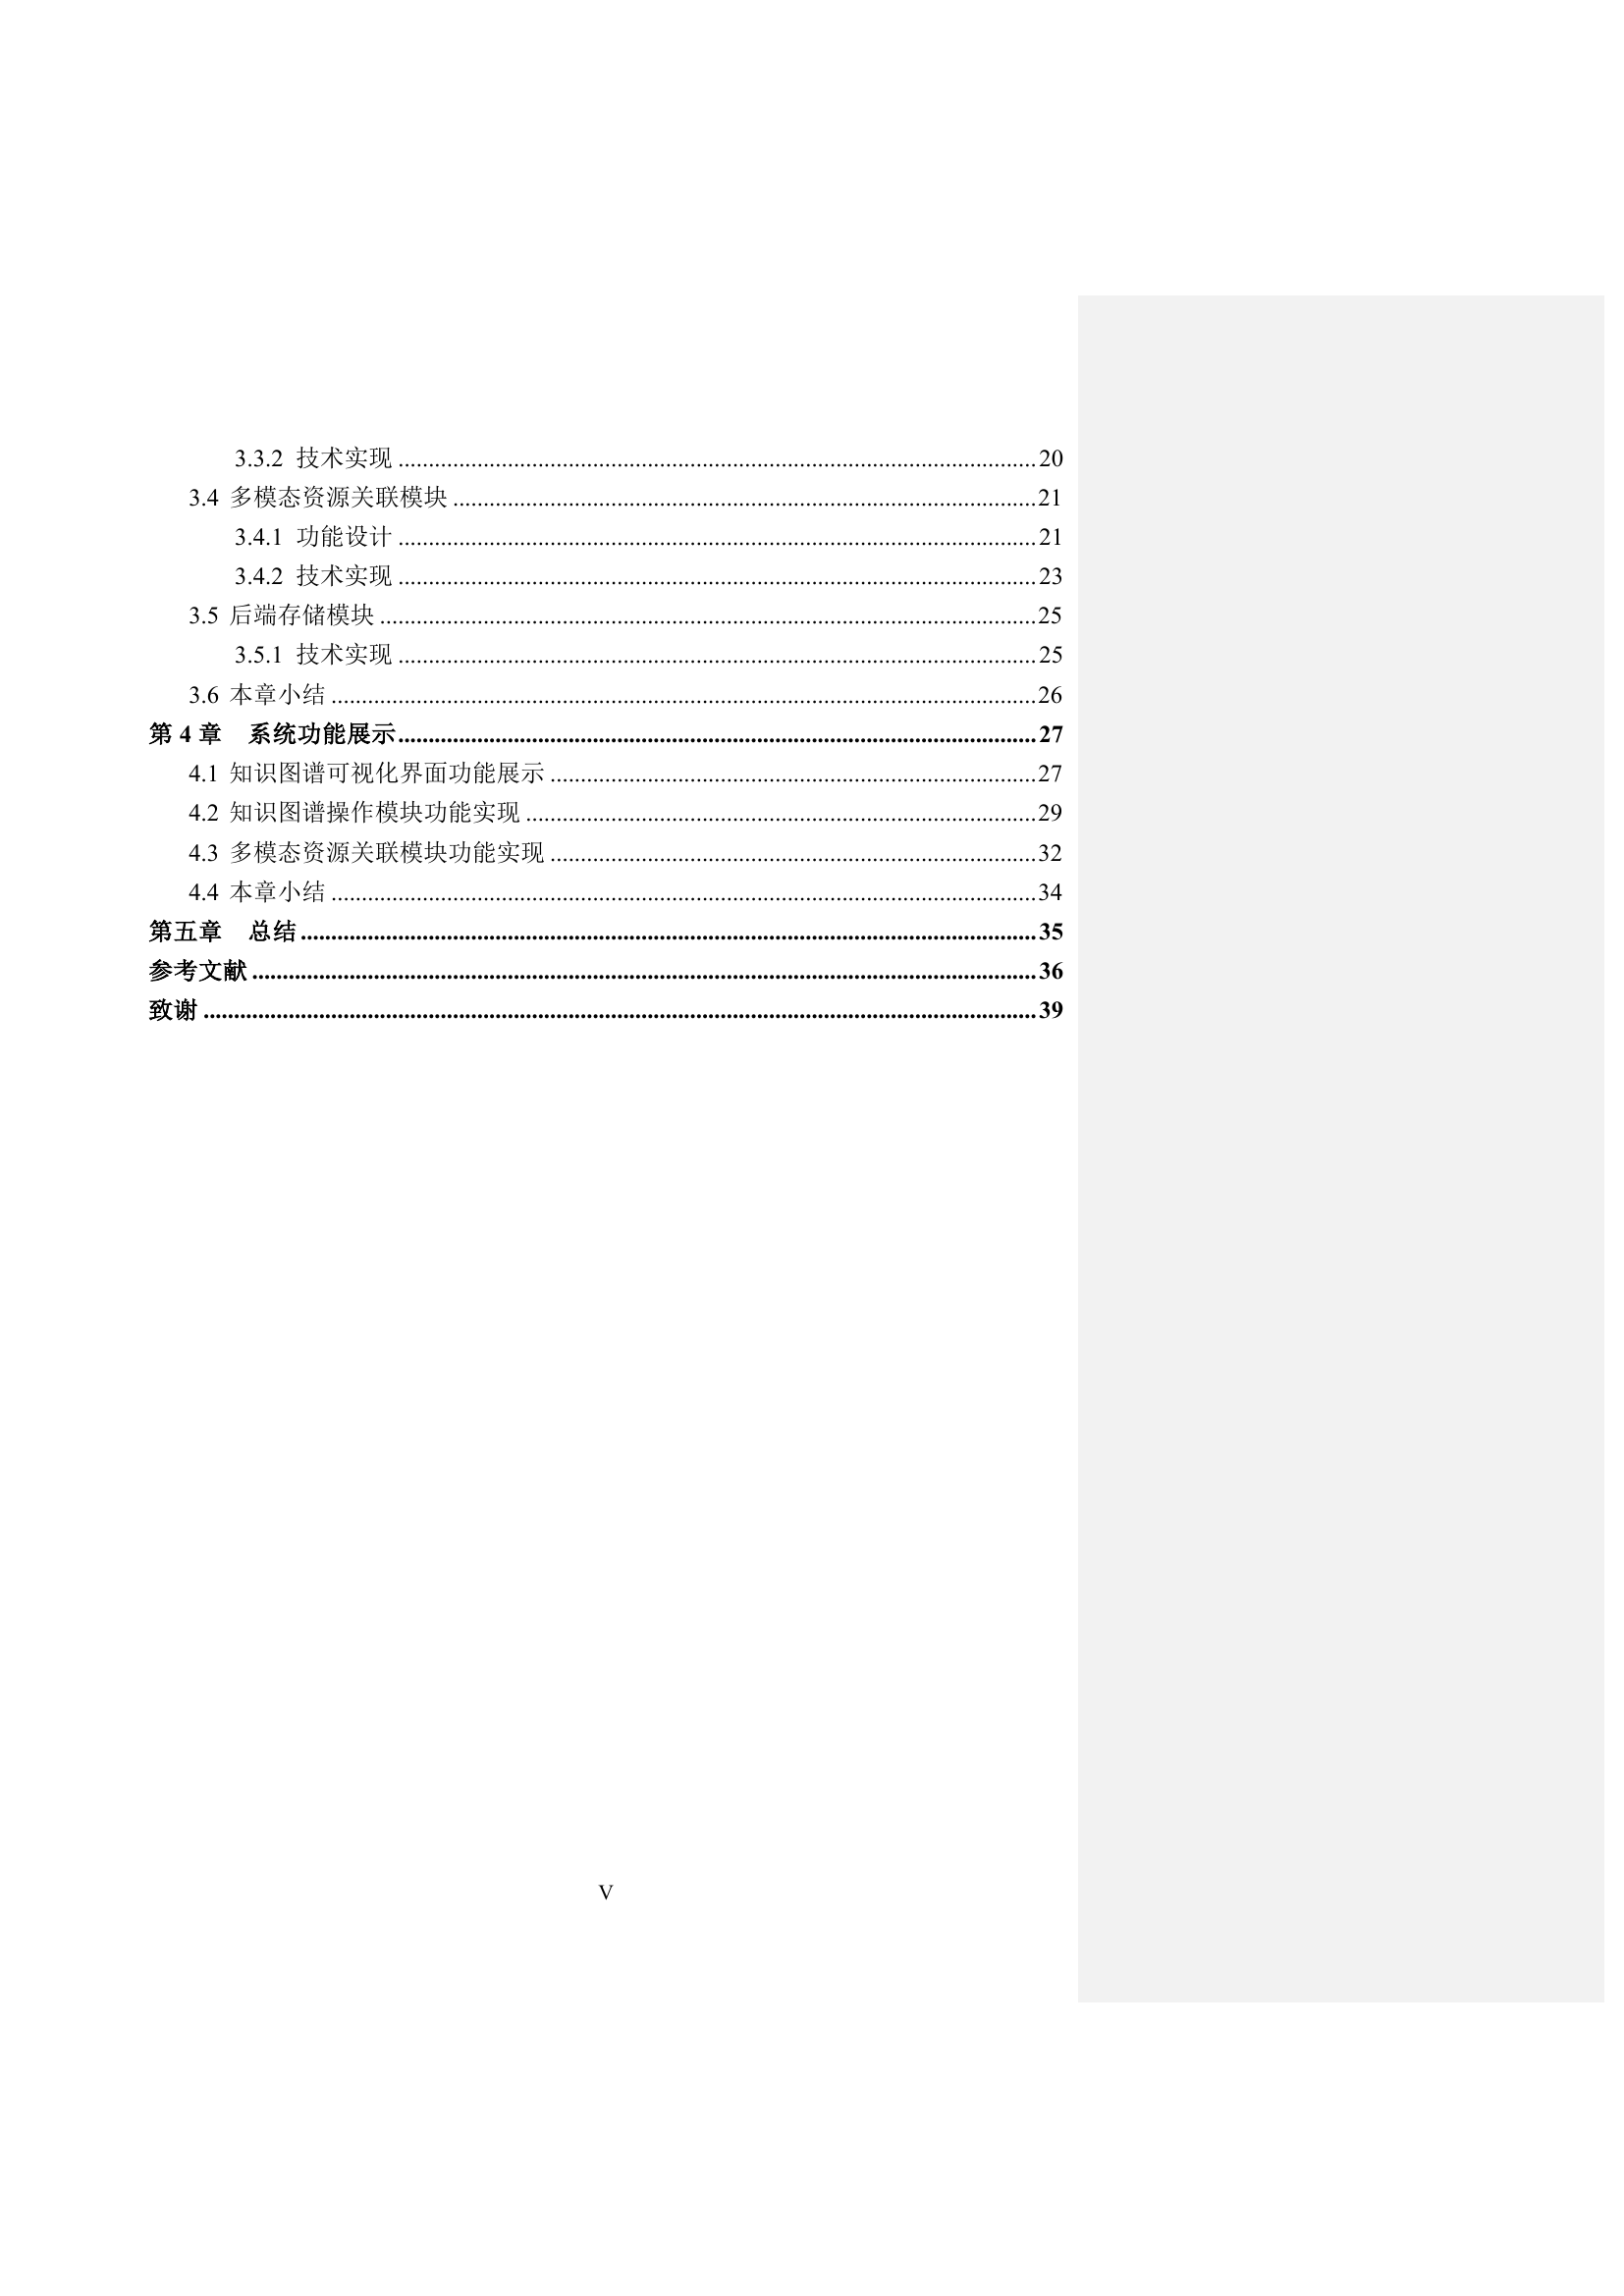 3.3.2 技术实现........................20
3.4 多模态资源关联模块........................21
3.4.1 功能设计........................21
3.4.2 技术实现........................23
3.5 后端存储模块........................25
3.5.1 技术实现........................25
3.6 本章小结........................26
第 4 章 系统功能展示........................27
4.1 知识图谱可视化界面功能展示........................27
4.2 知识图谱操作模块功能实现........................29
4.3 多模态资源关联模块功能实现........................32
4.4 本章小结........................34
第五章 总结........................35
参考文献........................36
致谢........................39
V